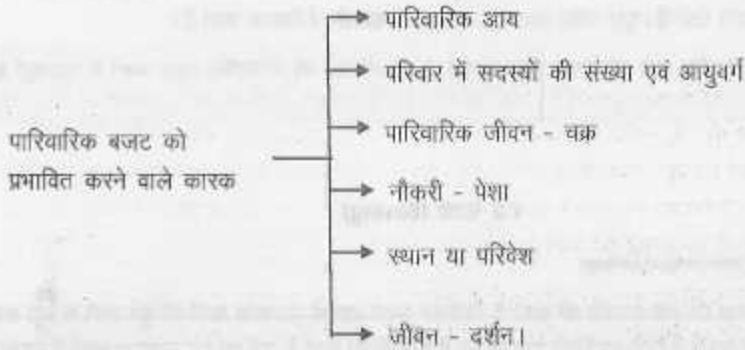 पारिवारिक आय
परिवार में सदस्यों की संख्या एवं आयुवर्ग
पारिवारिक बजट को
प्रभावित करने वाले कारक
पारिवारिक जीवन - चक्र
नौकरी - पेशा
स्थान या परिवेश
जीवन - दर्शन।